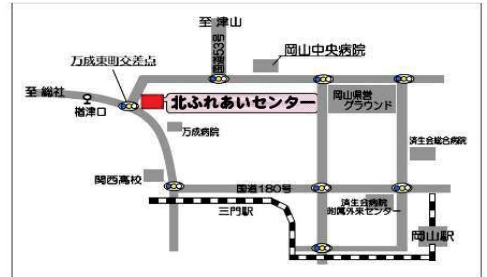 至 津山
国道53号
岡山中央病院
万成東町交差点
至 総社
楢津口
北ふれあいセンター
岡山県営
グラウンド
万成病院
済生会総合病院
関西高校
国道180号
済生会病院
附属外来センター
三門駅
岡山駅